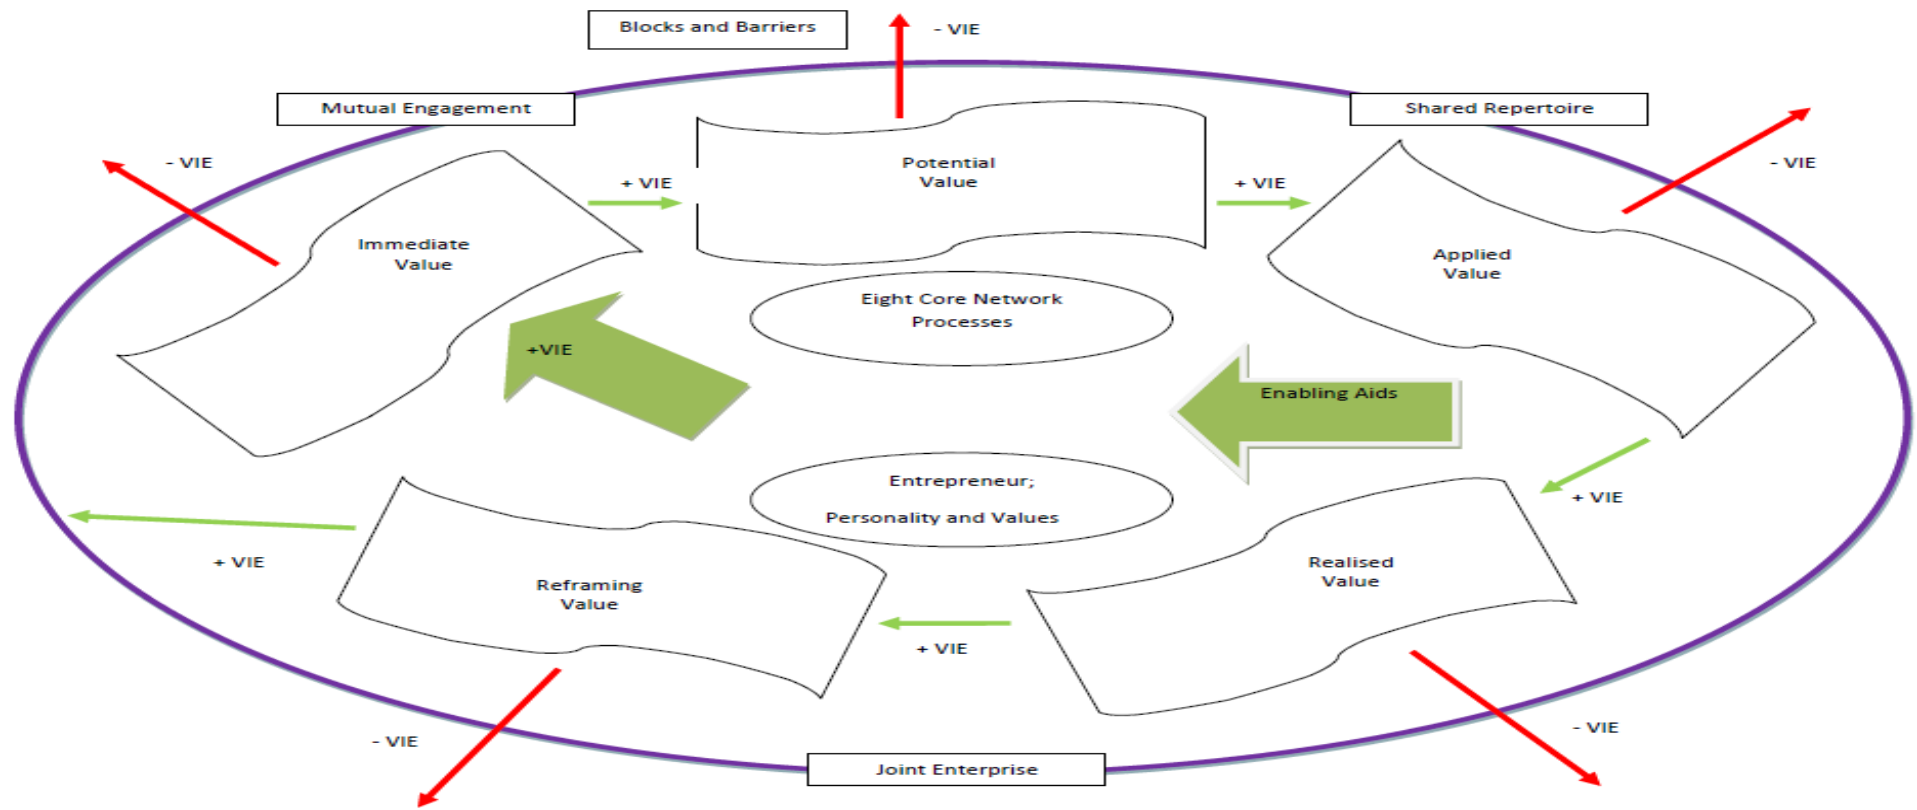 Blocks and Barriers
- VIE
Mutual Engagement
Shared Repertoire
- VIE
- VIE
+ VIE
Potential
Value
+ VIE
Immediate
Value
Applied
Value
Eight Core Network
Processes
+VIE
Enabling Aids
+ VIE
Entrepreneur;
Personality and Values
+ VIE
Reframing
Value
Realised
Value
+ VIE
- VIE
- VIE
Joint Enterprise